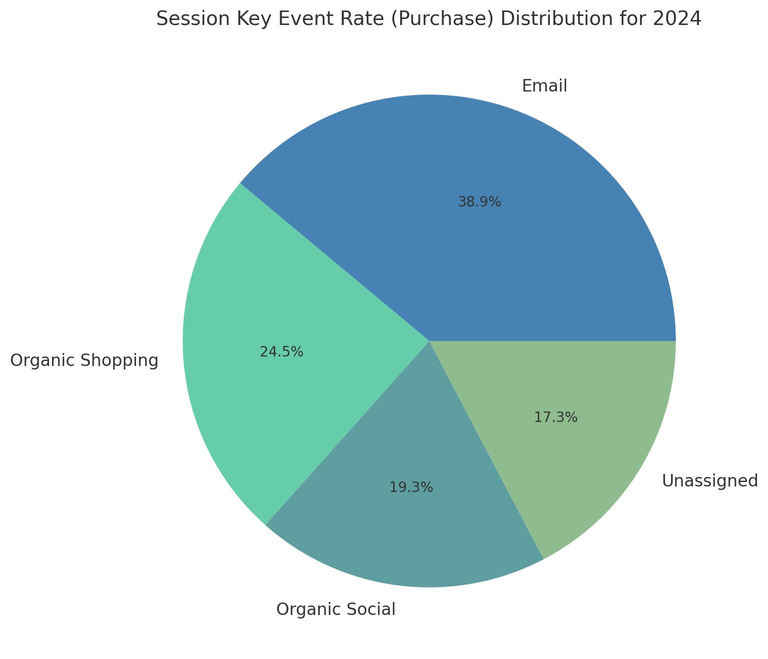 Session Key Event Rate (Purchase) Distribution for 2024
Email
38.9%
24.5%
Organic Shopping
17.3%
Unassigned
19.3%
Organic Social